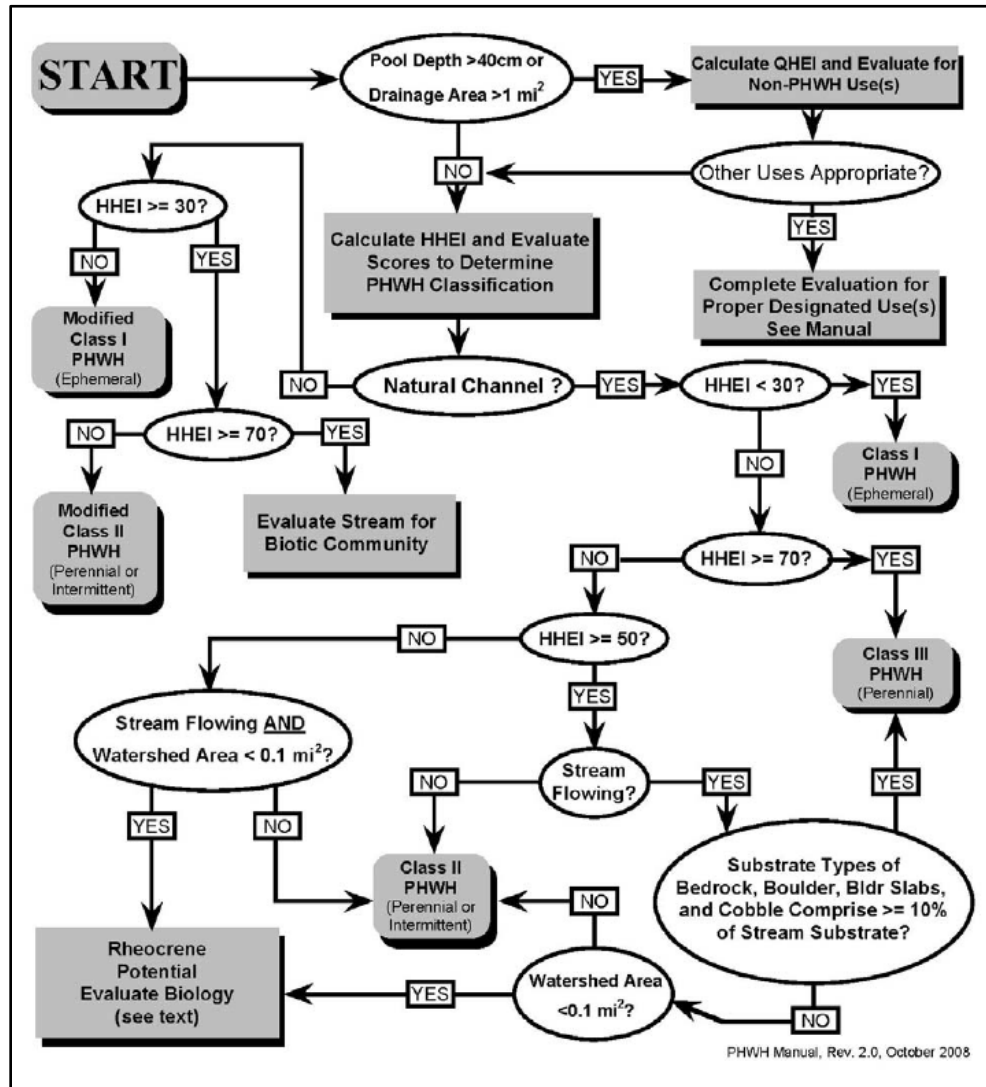 START
Pool Depth >40cm or
Drainage Area >1 mi²
YES
Calculate QHEI and Evaluate for
Non-PHWH Use(s)
NO
Other Uses Appropriate?
YES
Complete Evaluation for
Proper Designated Use(s)
See Manual
Calculate HHEI and Evaluate
Scores to Determine
PHWH Classification
HHEI >= 30?
NO
YES
Modified
Class I
PHWH
(Ephemeral)
NO
Natural Channel ?
YES
HHEI < 30?
YES
Class I
PHWH
(Ephemeral)
NO
HHEI >= 70?
NO
YES
Modified
Class II
PHWH
(Perennial or
Intermittent)
Evaluate Stream for
Biotic Community
NO
HHEI >= 70?
YES
Class III
PHWH
(Perennial)
NO
HHEI >= 50?
YES
Stream Flowing AND
Watershed Area < 0.1 mi²?
YES
NO
NO
Stream
Flowing?
YES
YES
Class II
PHWH
(Perennial or
Intermittent)
Substrate Types of
Bedrock, Boulder, Bldr Slabs,
and Cobble Comprise >= 10%
of Stream Substrate?
NO
Rheocrene
Potential
Evaluate Biology
(see text)
YES
Watershed Area
<0.1 mi²?
NO
PHWH Manual, Rev. 2.0, October 2008